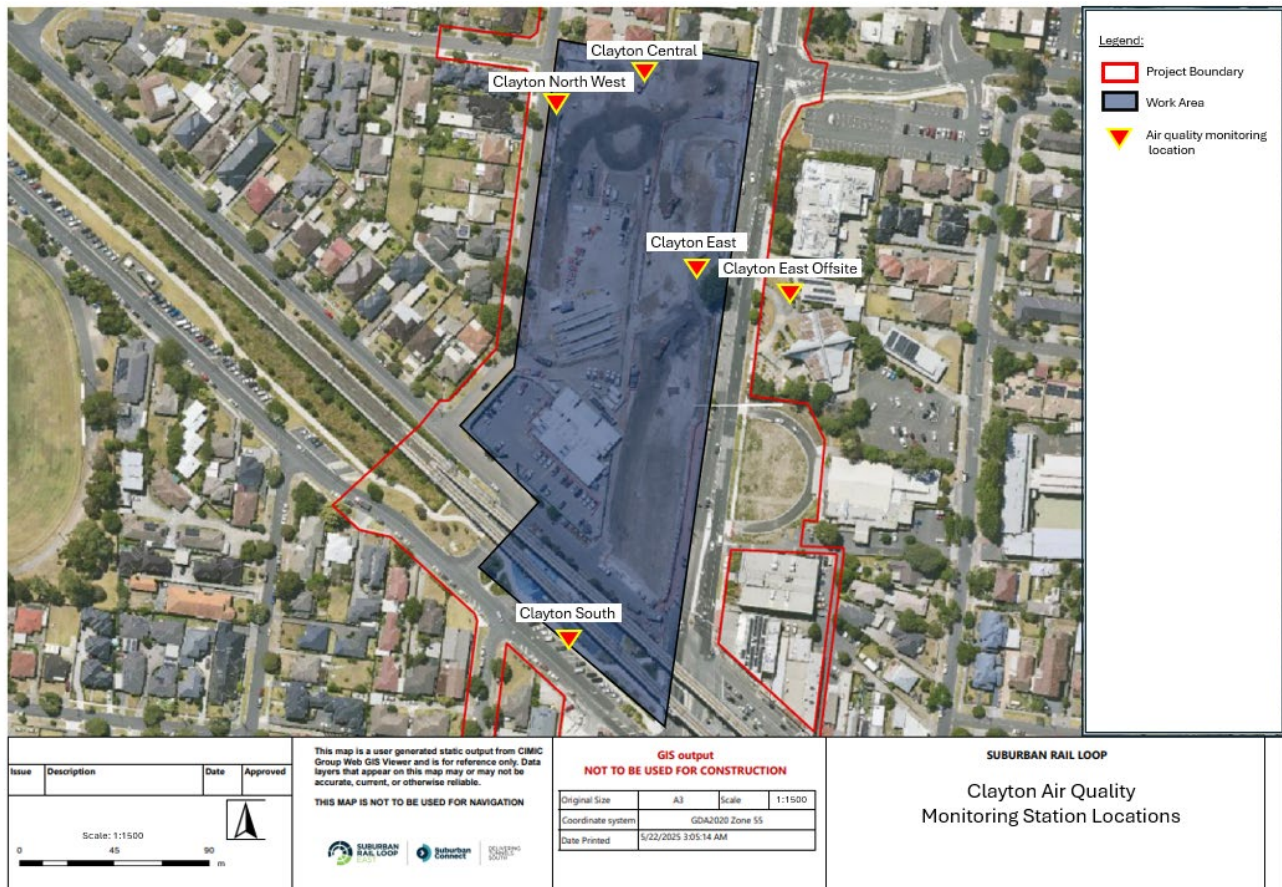 Clayton Central
Clayton North West
Clayton East
Clayton East Offsite
Clayton South
Legend:
Project Boundary
Work Area
Air quality monitoring
location
Issue Description Date Approved
Scale: 1:1500
0 45 90
m
This map is a user generated static output from CIMIC
Group Web GIS Viewer and is for reference only. Data
layers that appear on this map may or may not be
accurate, current, or otherwise reliable.
THIS MAP IS NOT TO BE USED FOR NAVIGATION
SUBURBAN
RAIL LOOP
EAST
Suburban
Connect
DELIVERING
TUNNELS
SOUTH
GIS output
NOT TO BE USED FOR CONSTRUCTION
Original Size A3 Scale 1:1500
Coordinate system GDA2020 Zone 55
Date Printed 5/22/2025 3:05:14 AM
SUBURBAN RAIL LOOP
Clayton Air Quality
Monitoring Station Locations